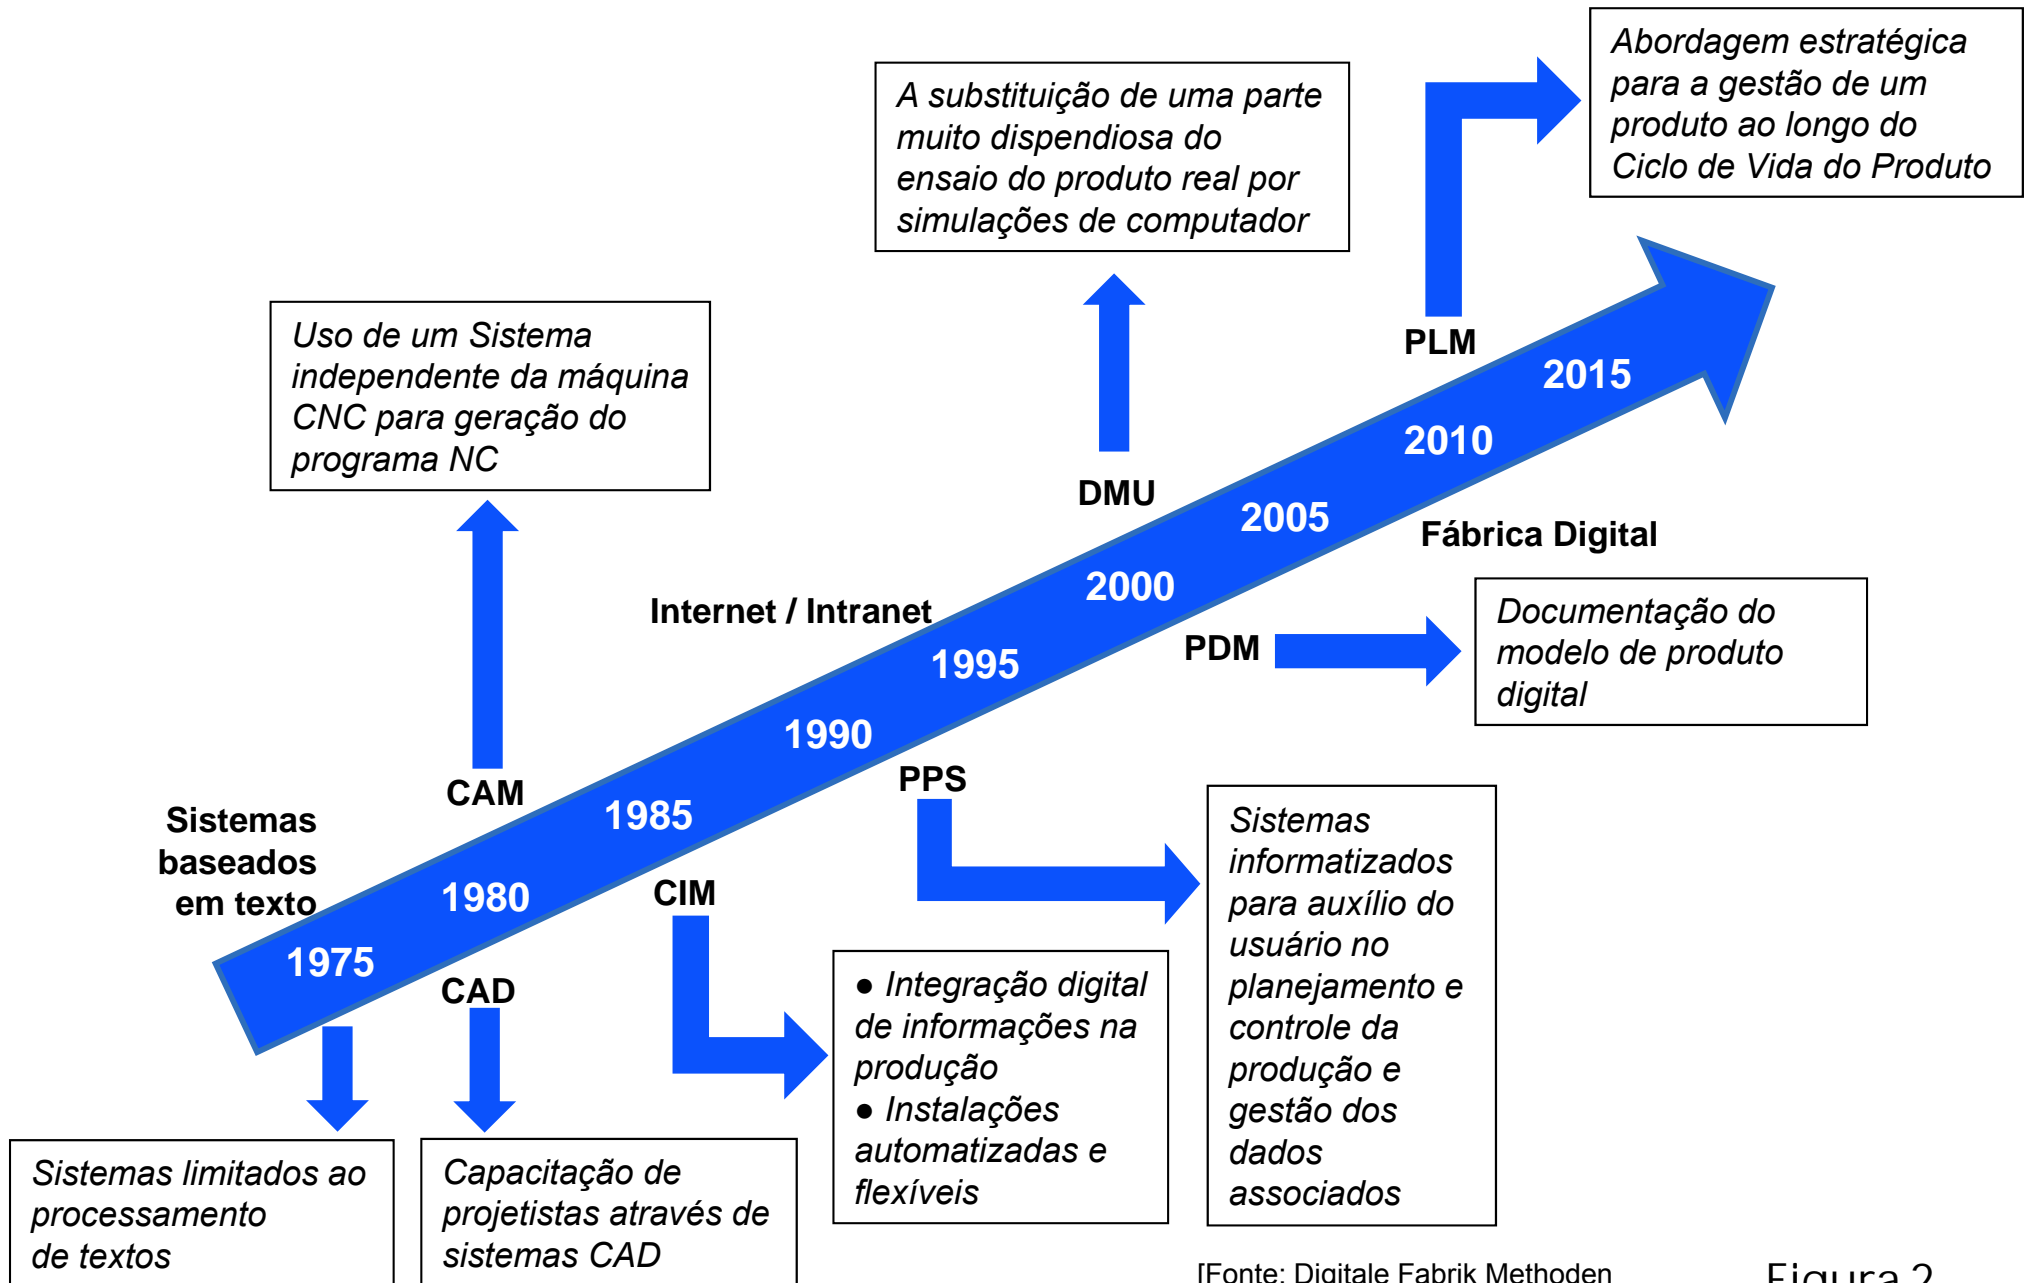 Abordagem estratégica
para a gestão de um
produto ao longo do
Ciclo de Vida do Produto
A substituição de uma parte
muito dispendiosa do
ensaio do produto real por
simulações de computador
Uso de um Sistema
independente da máquina
CNC para geração do
programa NC
PLM
2015
2010
DMU
2005
Fábrica Digital
2000
Internet / Intranet
Documentação do
modelo de produto
digital
PDM
1995
1990
PPS
CAM
1985
Sistemas
baseados
em texto
1980
CIM
1975
CAD
Sistemas
informatizados
para auxílio do
usuário no
planejamento e
controle da
produção e
gestão dos
dados
associados
● Integração digital
de informações na
produção
● Instalações
automatizadas e
flexíveis
Sistemas limitados ao
processamento
de textos
Capacitação de
projetistas através de
sistemas CAD
[Fonte: Digitale Fabrik Methoden
Figura 2